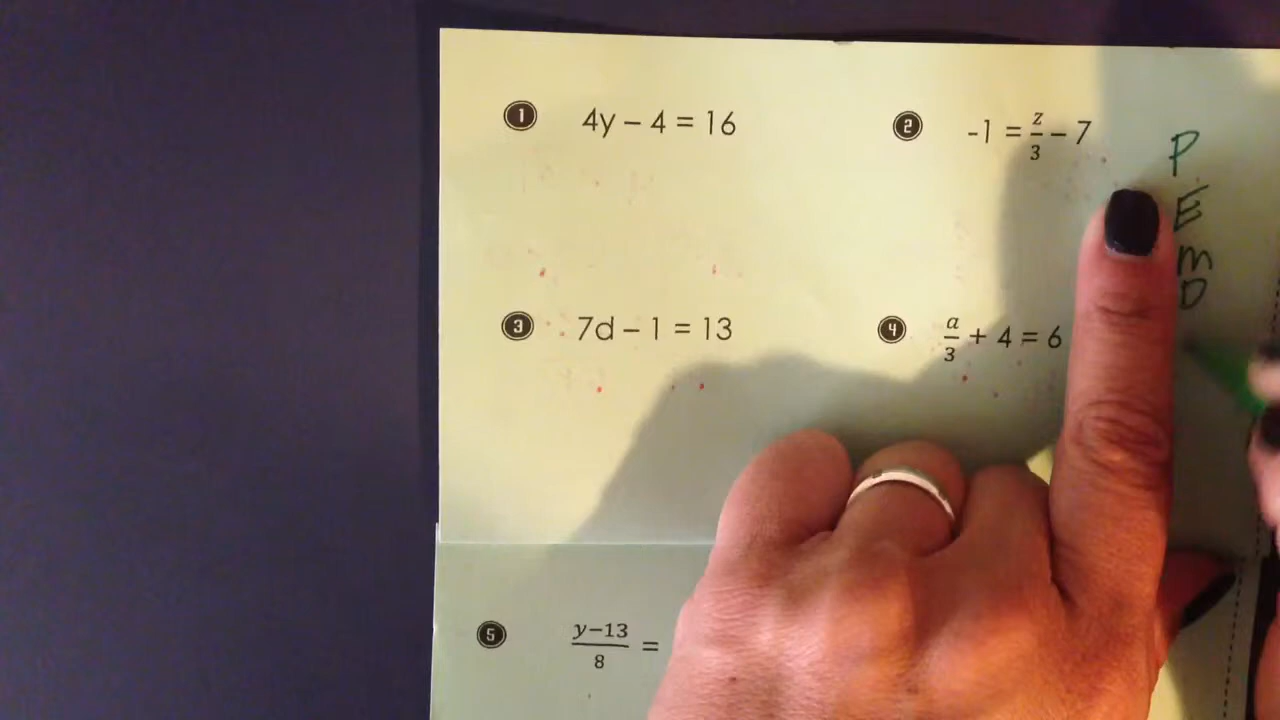 1 4y – 4 = 16
2 -1 = z/3 – 7
P
E
m
D
3 7d – 1 = 13
4 a/3 + 4 = 6
5 y–13/8 =